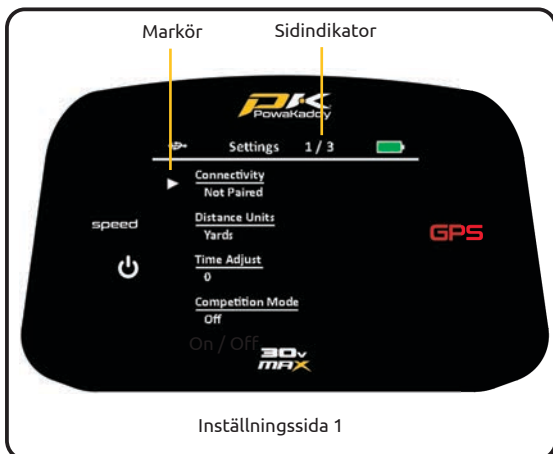 Markör Sidindikator
PK
PowaKaddy
Settings 1 / 3
Connectivity
Not Paired
speed
Distance Units
Yards
GPS
Time Adjust
0
Competition Mode
Off
On / Off
30v
MAX
Inställningssida 1